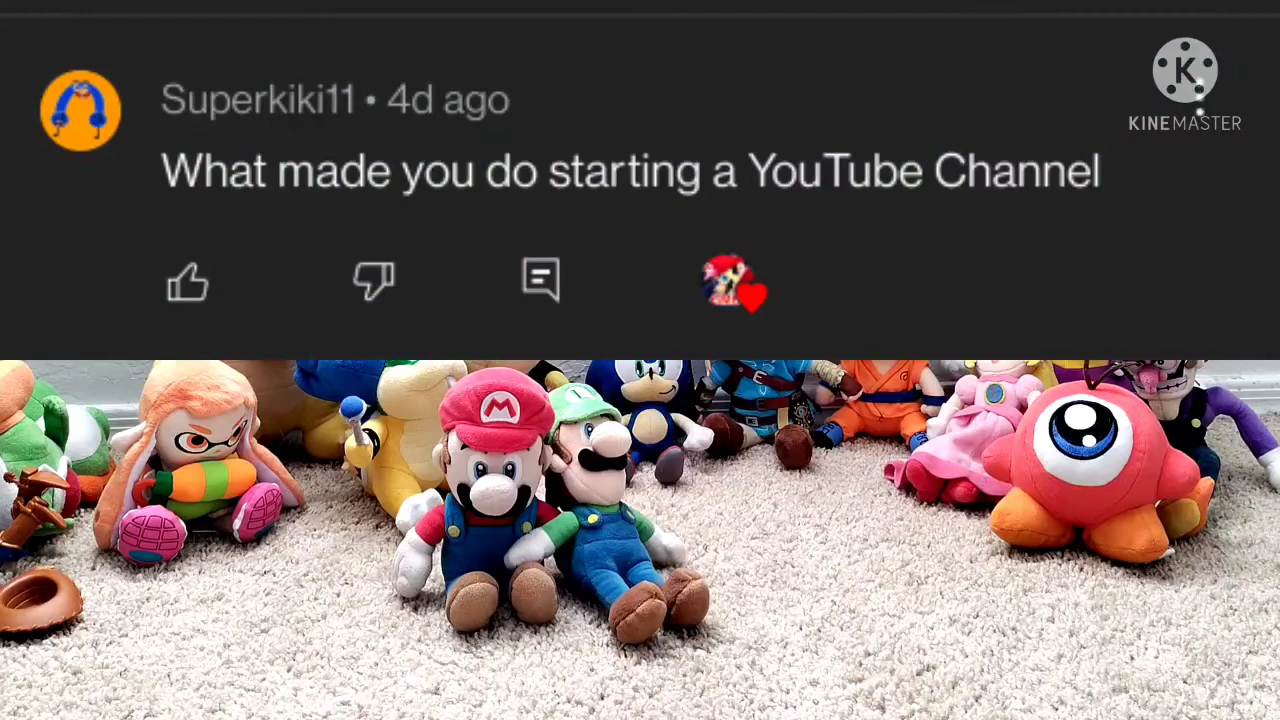 Superkiki11 • 4d ago
K
KINEMASTER
What made you do starting a YouTube Channel
M